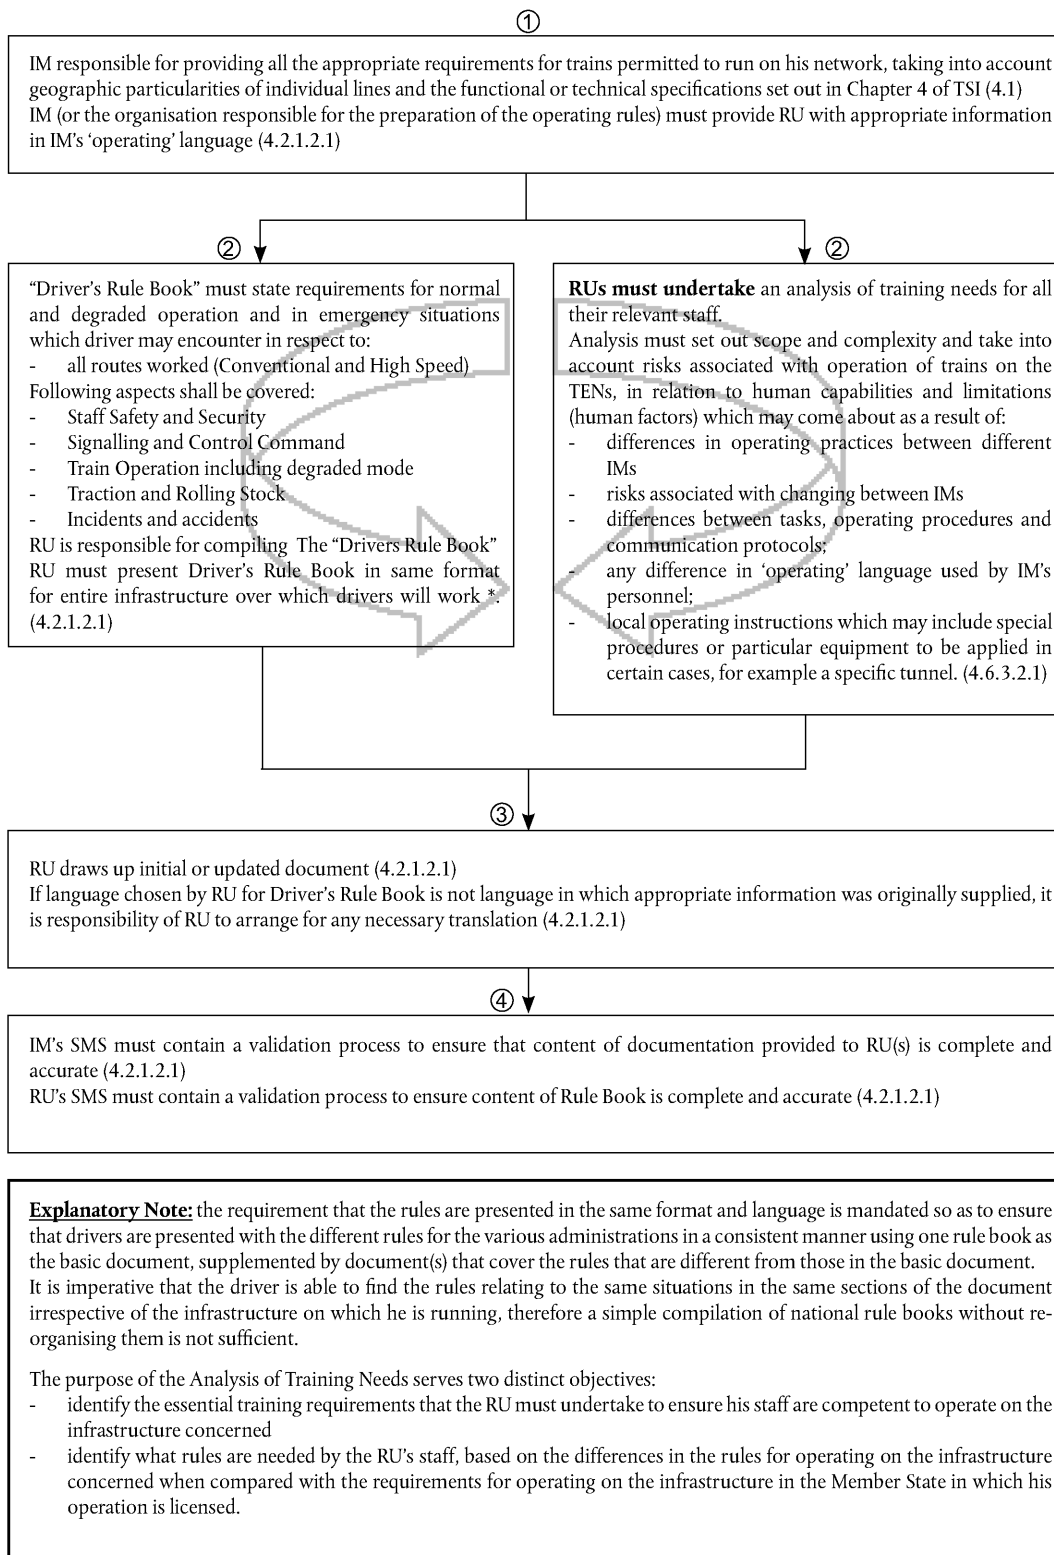 ①
IM responsible for providing all the appropriate requirements for trains permitted to run on his network, taking into account
geographic particularities of individual lines and the functional or technical specifications set out in Chapter 4 of TSI (4.1)
IM (or the organisation responsible for the preparation of the operating rules) must provide RU with appropriate information
in IM’s ‘operating’ language (4.2.1.2.1)
②
“Driver’s Rule Book” must state requirements for normal
and degraded operation and in emergency situations
which driver may encounter in respect to:
- all routes worked (Conventional and High Speed)
Following aspects shall be covered:
- Staff Safety and Security
- Signalling and Control Command
- Train Operation including degraded mode
- Traction and Rolling Stock
- Incidents and accidents
RU is responsible for compiling The “Drivers Rule Book”
RU must present Driver’s Rule Book in same format
for entire infrastructure over which drivers will work *.
(4.2.1.2.1)
②
RUs must undertake an analysis of training needs for all
their relevant staff.
Analysis must set out scope and complexity and take into
account risks associated with operation of trains on the
TENs, in relation to human capabilities and limitations
(human factors) which may come about as a result of:
- differences in operating practices between different
IMs
- risks associated with changing between IMs
- differences between tasks, operating procedures and
communication protocols;
- any difference in ‘operating’ language used by IM’s
personnel;
- local operating instructions which may include special
procedures or particular equipment to be applied in
certain cases, for example a specific tunnel. (4.6.3.2.1)
③
RU draws up initial or updated document (4.2.1.2.1)
If language chosen by RU for Driver’s Rule Book is not language in which appropriate information was originally supplied, it
is responsibility of RU to arrange for any necessary translation (4.2.1.2.1)
④
IM’s SMS must contain a validation process to ensure that content of documentation provided to RU(s) is complete and
accurate (4.2.1.2.1)
RU’s SMS must contain a validation process to ensure content of Rule Book is complete and accurate (4.2.1.2.1)
Explanatory Note: the requirement that the rules are presented in the same format and language is mandated so as to ensure
that drivers are presented with the different rules for the various administrations in a consistent manner using one rule book as
the basic document, supplemented by document(s) that cover the rules that are different from those in the basic document.
It is imperative that the driver is able to find the rules relating to the same situations in the same sections of the document
irrespective of the infrastructure on which he is running, therefore a simple compilation of national rule books without re-
organising them is not sufficient.
The purpose of the Analysis of Training Needs serves two distinct objectives:
- identify the essential training requirements that the RU must undertake to ensure his staff are competent to operate on the
infrastructure concerned
- identify what rules are needed by the RU’s staff, based on the differences in the rules for operating on the infrastructure
concerned when compared with the requirements for operating on the infrastructure in the Member State in which his
operation is licensed.